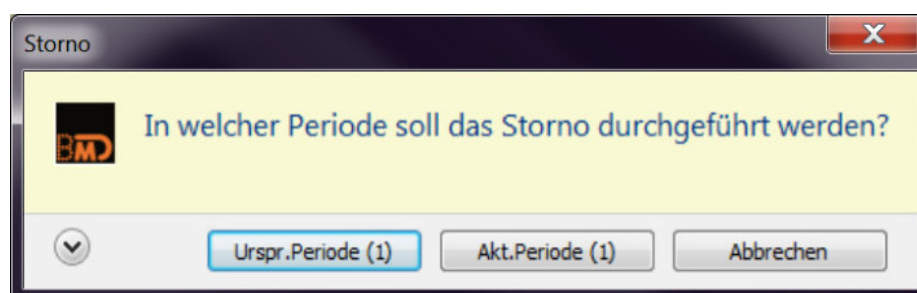 Storno
BMD
In welcher Periode soll das Storno durchgeführt werden?
Urspr.Periode (1) Akt.Periode (1) Abbrechen